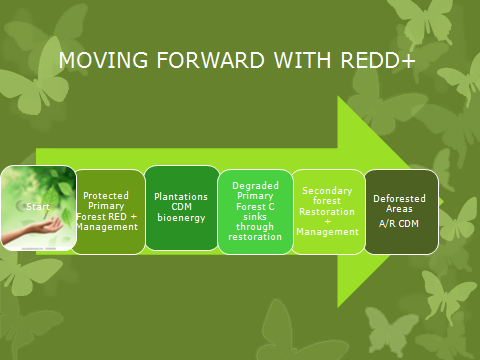 MOVING FORWARD WITH REDD+
Start
Protected
Primary
Forest RED +
Management
Plantations
CDM
bioenergy
Degraded
Primary
Forest C
sinks
through
restoration
Secondary
forest
Restoration
+
Management
Deforested
Areas
A/R CDM